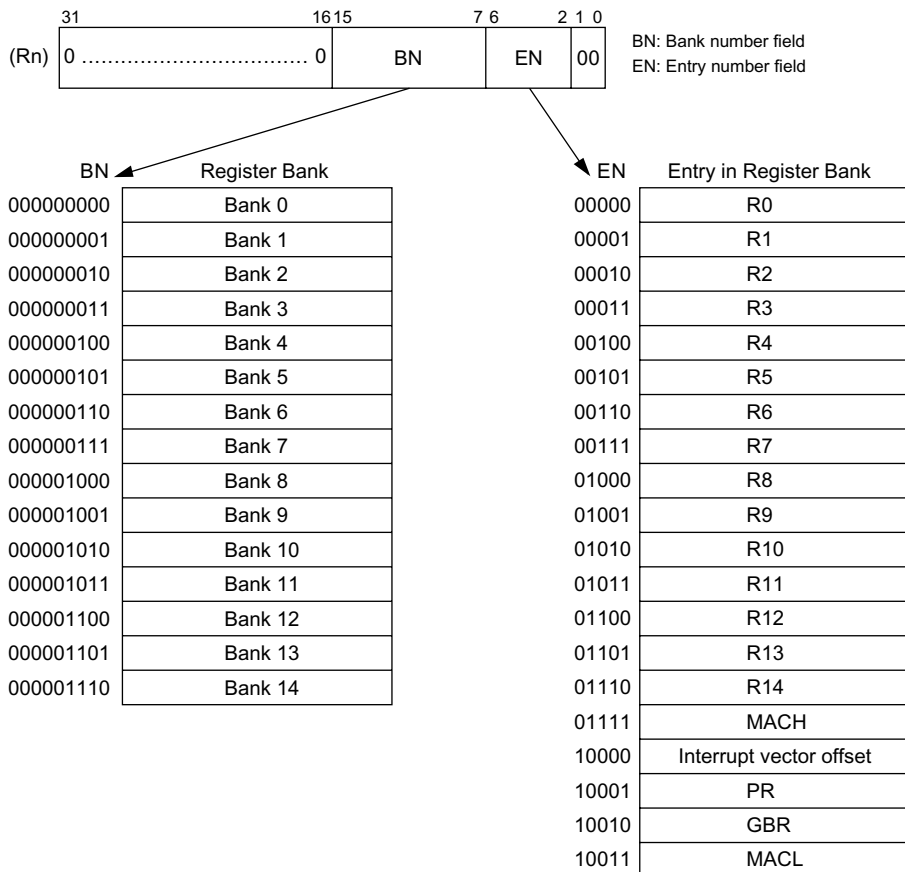 31 16 15 7 6 2 1 0
(Rn) 0 .................................... 0 BN EN 00
BN: Bank number field
EN: Entry number field
BN Register Bank
000000000 Bank 0
000000001 Bank 1
000000010 Bank 2
000000011 Bank 3
000000100 Bank 4
000000101 Bank 5
000000110 Bank 6
000000111 Bank 7
000001000 Bank 8
000001001 Bank 9
000001010 Bank 10
000001011 Bank 11
000001100 Bank 12
000001101 Bank 13
000001110 Bank 14
EN Entry in Register Bank
00000 R0
00001 R1
00010 R2
00011 R3
00100 R4
00101 R5
00110 R6
00111 R7
01000 R8
01001 R9
01010 R10
01011 R11
01100 R12
01101 R13
01110 R14
01111 MACH
10000 Interrupt vector offset
10001 PR
10010 GBR
10011 MACL